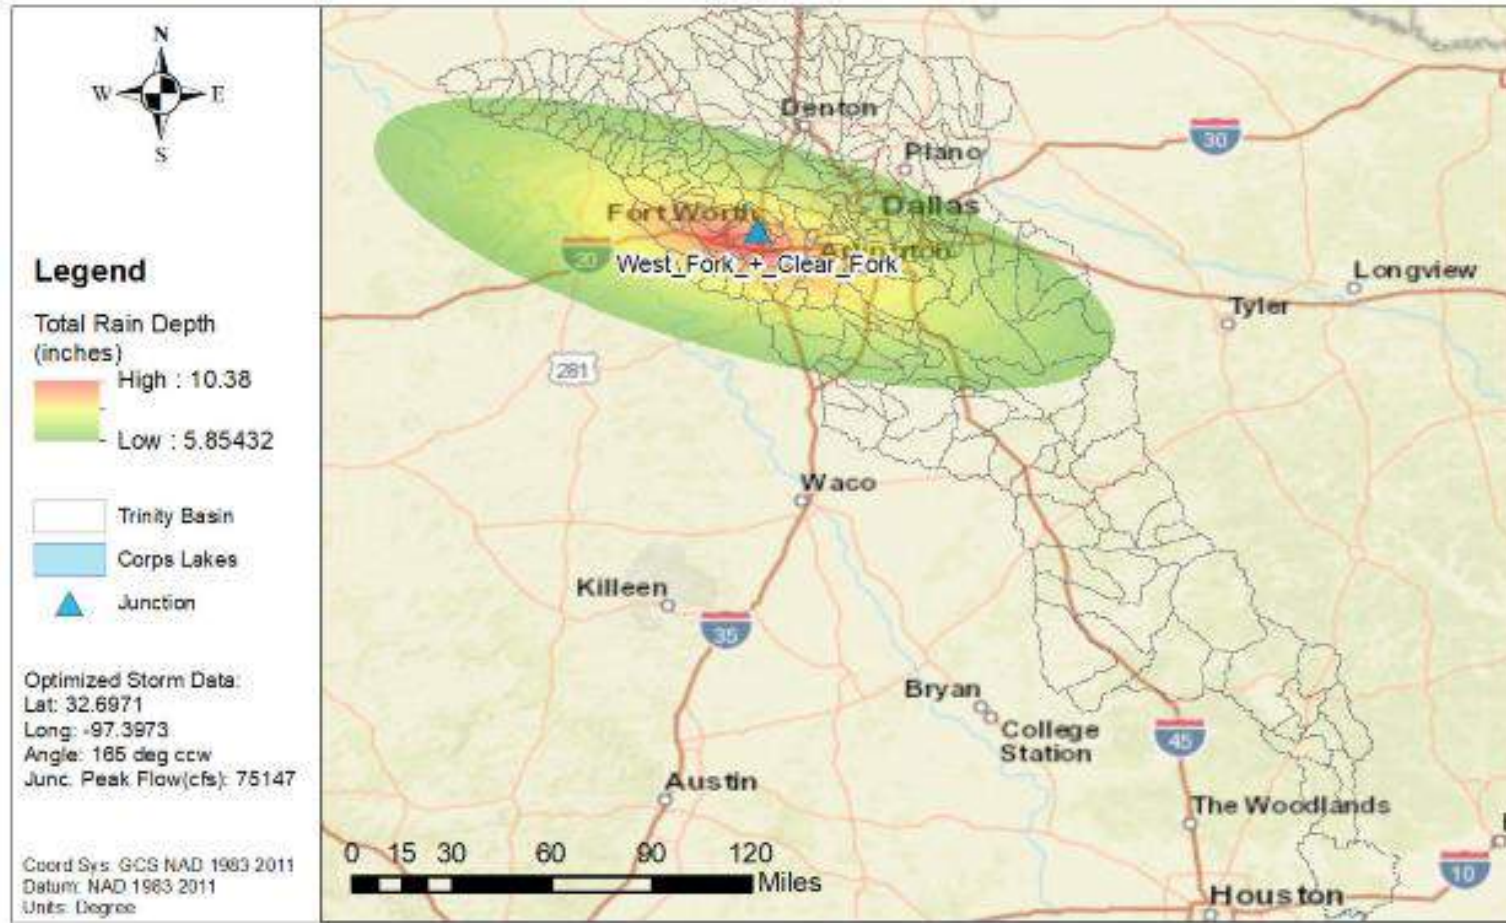 N
W E
S
Legend
Total Rain Depth
(inches)
High : 10.38
Low : 5.85432
Trinity Basin
Corps Lakes
Junction
Optimized Storm Data:
Lat: 32.6971
Long: -97.3973
Angle: 165 deg ccw
Junc. Peak Flow(cfs): 75147
Coord Sys: GCS NAD 1983 2011
Datum: NAD 1983 2011
Units: Degree
Denton
30
Plano
Fort Worth
Dallas
Arlington
20
West_Fork_+_Clear_Fork
Longview
Tyler
281
Waco
Killeen
35
Bryan
College
Station
45
Austin
The Woodlands
0 15 30 60 90 120
Miles
10
Houston